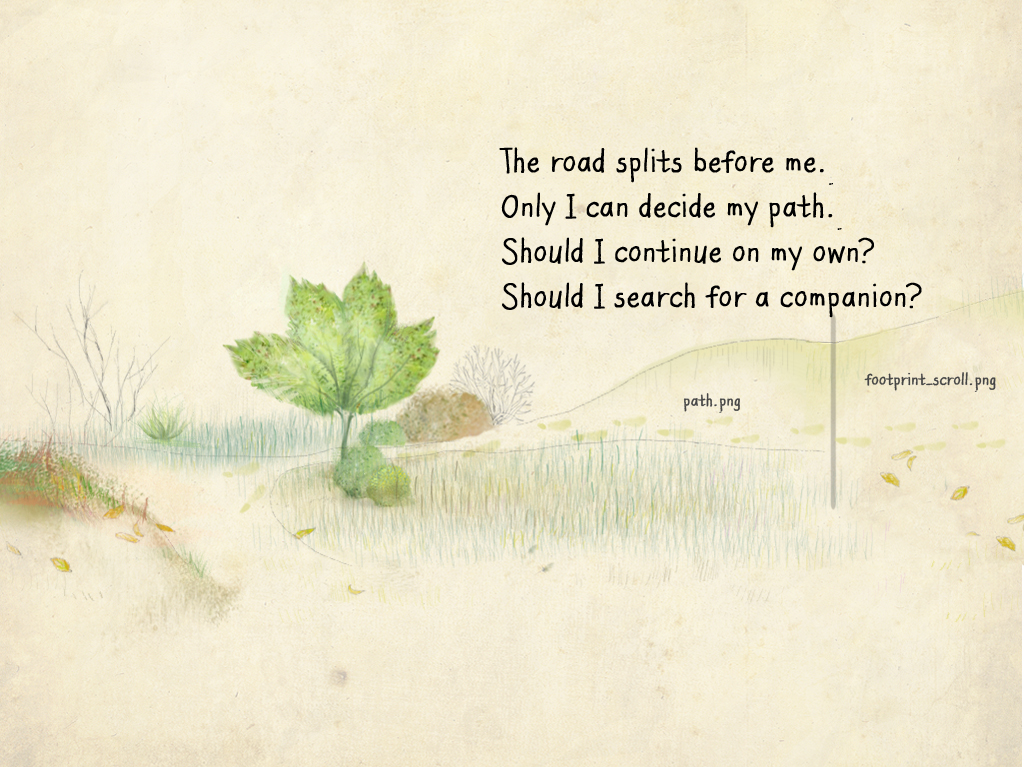 The road splits before me.
Only I can decide my path.
Should I continue on my own?
Should I search for a companion?
footprint_scroll.png
path.png